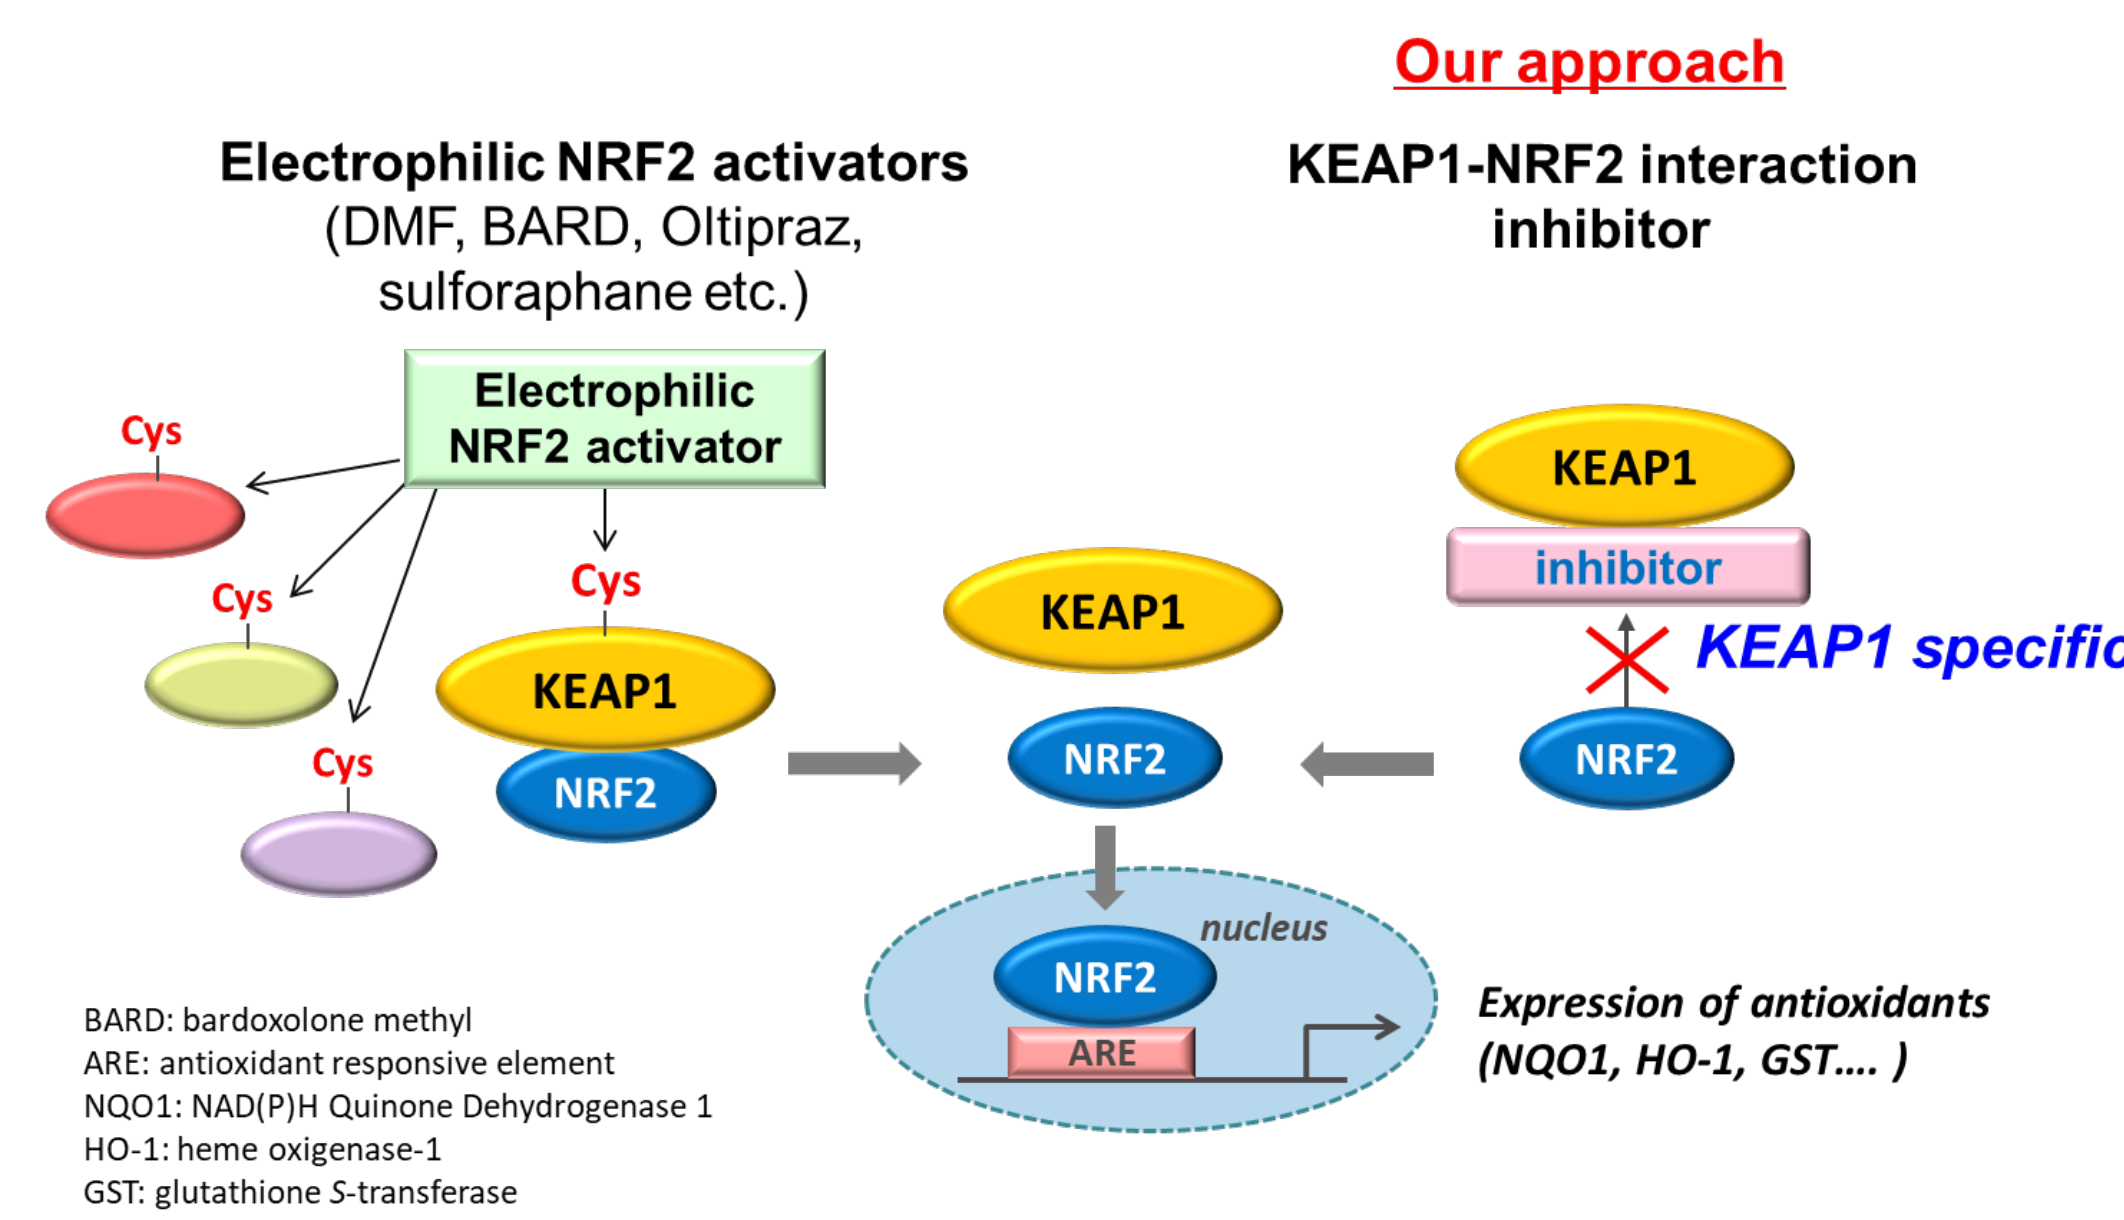 Our approach
Electrophilic NRF2 activators
(DMF, BARD, Oltipraz,
sulforaphane etc.)
KEAP1-NRF2 interaction
inhibitor
Electrophilic
NRF2 activator
Cys
Cys
Cys
Cys
KEAP1
NRF2
KEAP1
NRF2
KEAP1
inhibitor
KEAP1 specific
NRF2
nucleus
NRF2
ARE
Expression of antioxidants
(NQO1, HO-1, GST.... )
BARD: bardoxolone methyl
ARE: antioxidant responsive element
NQO1: NAD(P)H Quinone Dehydrogenase 1
HO-1: heme oxigenase-1
GST: glutathione S-transferase